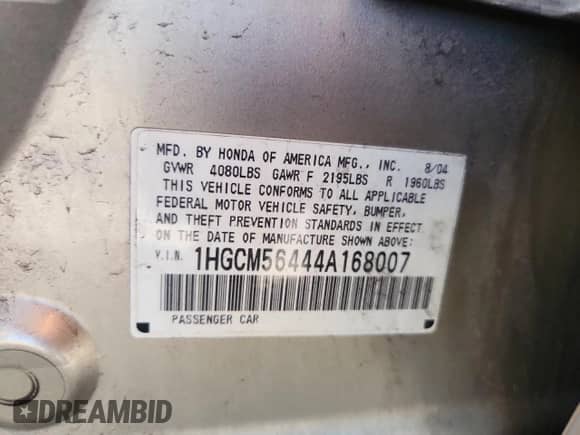 MFD. BY HONDA OF AMERICA MFG., INC. 8/04
GVWR 4080LBS GAWR F 2195LBS R 1960LBS
THIS VEHICLE CONFORMS TO ALL APPLICABLE
FEDERAL MOTOR VEHICLE SAFETY, BUMPER,
AND THEFT PREVENTION STANDARDS IN EFFECT
ON THE DATE OF MANUFACTURE SHOWN ABOVE:
V.I.N. 1HGCM56444A168007
PASSENGER CAR
DREAMBID